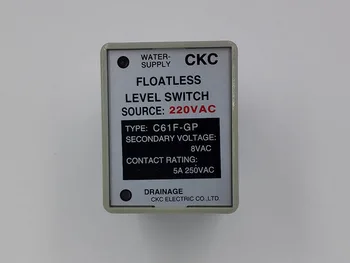 WATER-
SUPPLY CKC
FLOATLESS
LEVEL SWITCH
SOURCE: 220VAC
TYPE: C61F-GP
SECONDARY VOLTAGE:
8VAC
CONTACT RATING:
5A 250VAC
DRAINAGE
CKC ELECTRIC CO.,LTD.